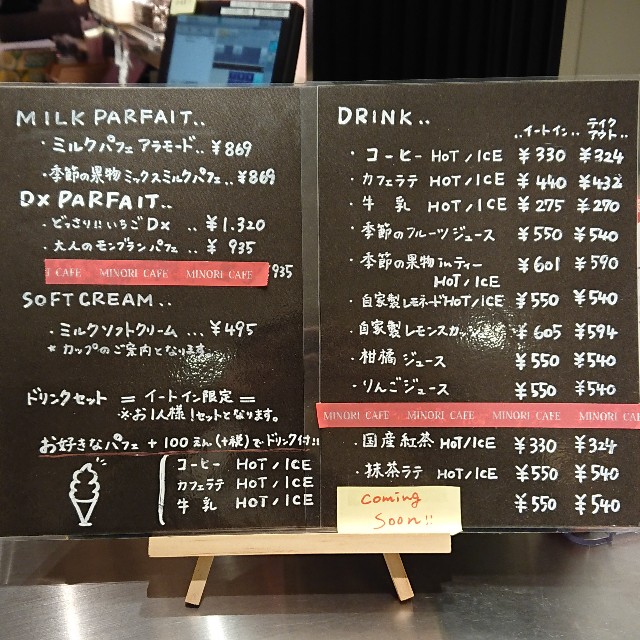 MILK PARFAIT..
・ミルクパフェ アラモード.. ¥869
・季節の果物ミックスミルクパフェ.. ¥869
DX PARFAIT..
・どっさり!!いちごDX .. ¥1.320
・大人のモンブランパフェ .. ¥ 935
I CAFE MINORI CAFE MINORI CAFE ¥935
SOFT CREAM..
・ミルクソフトクリーム ... ¥495
* カップのご案内となります
ドリンクセット = イートイン限定 =
※お1人様1セットとなります。
お好きなパフェ + 100えん(+税)でドリンク付!!
コーヒー HOT/ICE
カフェラテ HOT/ICE
牛乳 HOT/ICE
DRINK..
..イートイン.. テイクアウト..
・コーヒー HOT/ICE ¥330 ¥324
・カフェラテ HOT/ICE ¥440 ¥432
・牛乳 HOT/ICE ¥275 ¥270
・季節のフルーツジュース ¥550 ¥540
・季節の果物inティー ¥601 ¥590
HOT/ICE
・自家製レモネードHOT/ICE ¥550 ¥540
・自家製レモンスカッシュ ¥605 ¥594
・柑橘ジュース ¥550 ¥540
・りんごジュース ¥550 ¥540
MINORI CAFE MINORI CAFE MINORI CAFE MINORI CAF
・国産紅茶 HOT/ICE ¥330 ¥324
・抹茶ラテ HOT/ICE ¥550 ¥540
Coming ¥550 ¥540
Soon!!